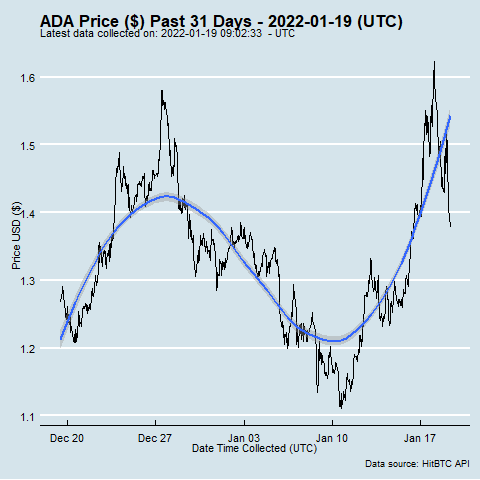 ADA Price ($) Past 31 Days - 2022-01-19 (UTC)
Latest data collected on: 2022-01-19 09:02:33 - UTC
Price USD ($)
1.6
1.5
1.4
1.3
1.2
1.1
Dec 20 Dec 27 Jan 03 Jan 10 Jan 17
Date Time Collected (UTC)
Data source: HitBTC API